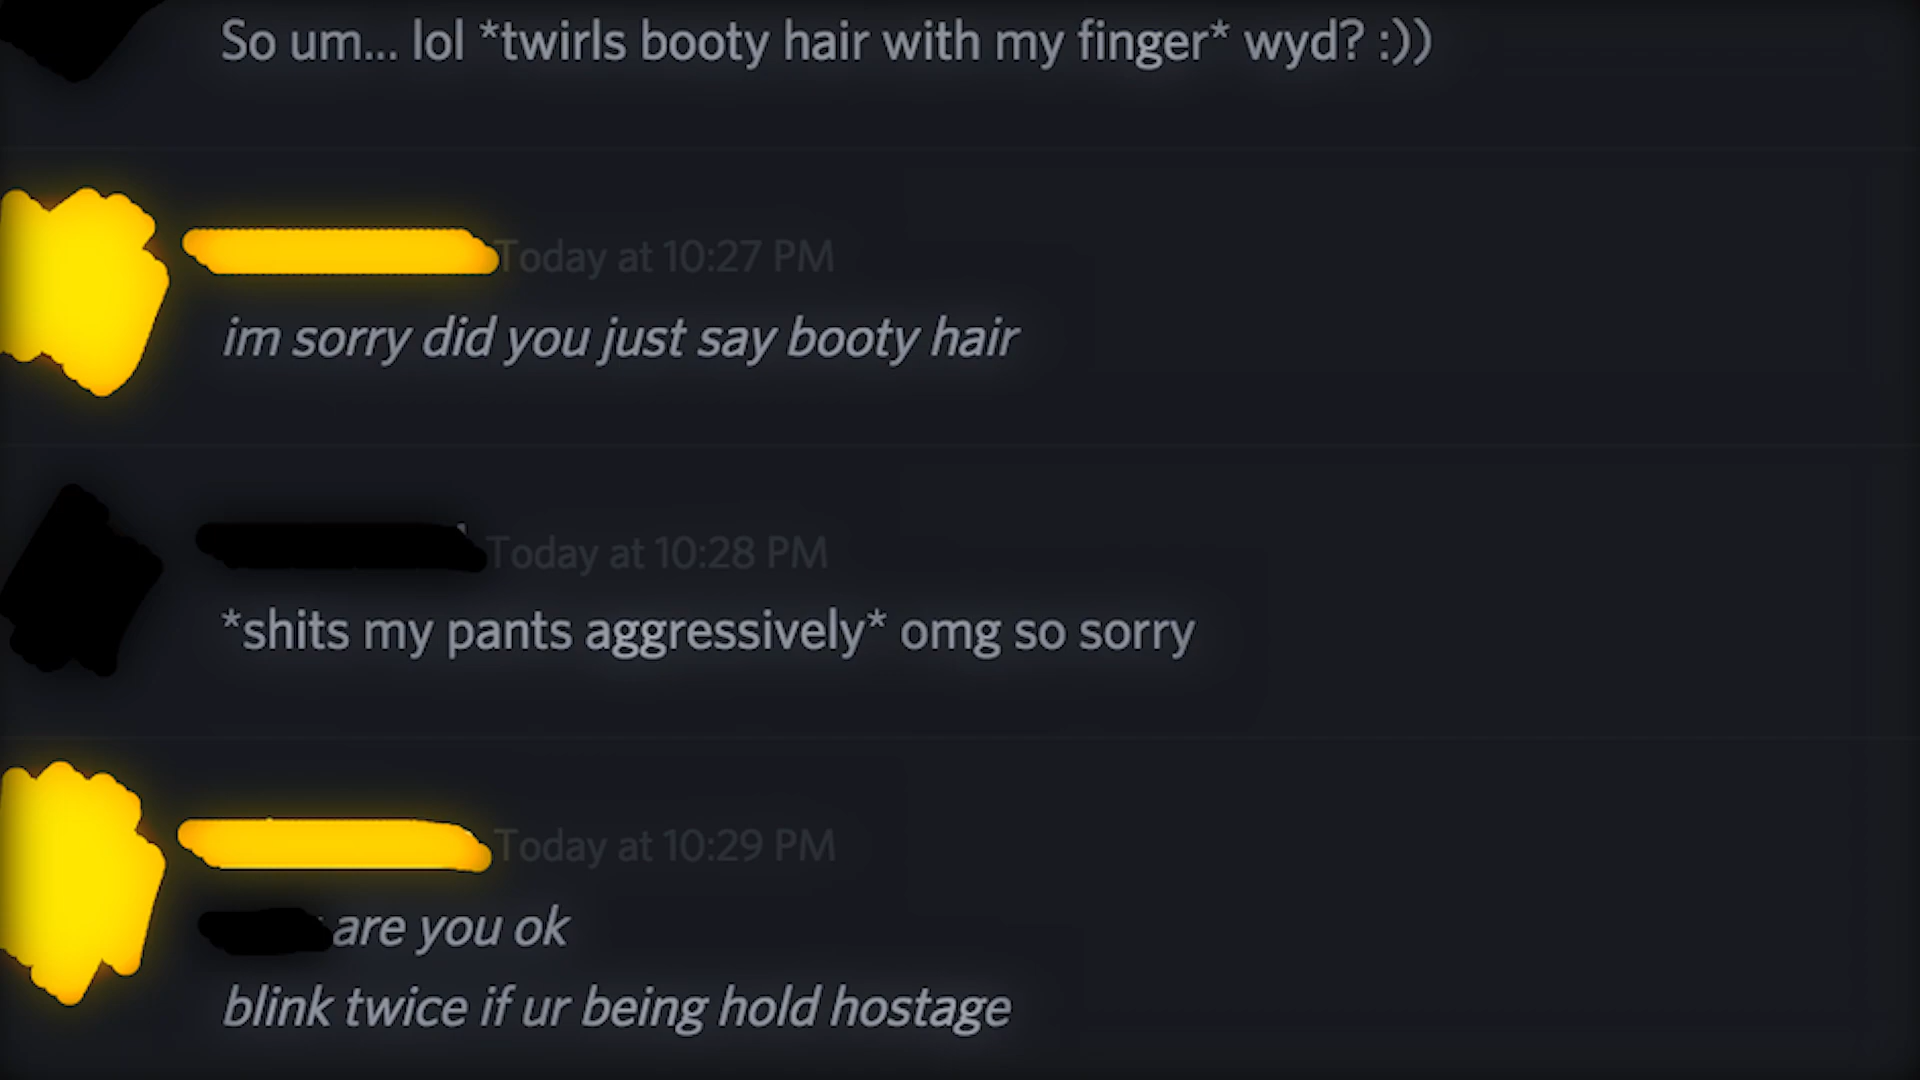 So um... lol *twirls booty hair with my finger* wyd? :))
Today at 10:27 PM
im sorry did you just say booty hair
Today at 10:28 PM
*shits my pants aggressively* omg so sorry
Today at 10:29 PM
are you ok
blink twice if ur being hold hostage